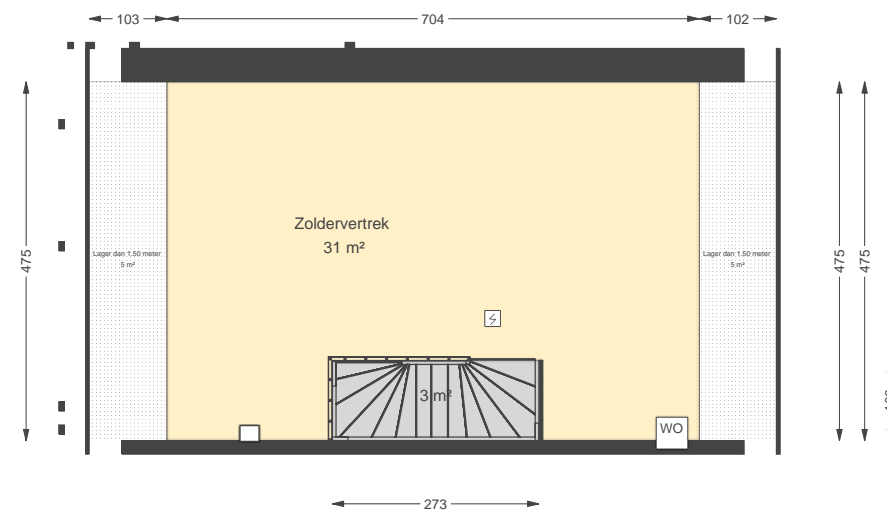 103
704
102
Zoldervertrek
31 m²
475
Lager dan 1.50 meter
5 m²
Lager dan 1.50 meter
5 m²
475
475
3 m²
WO
273